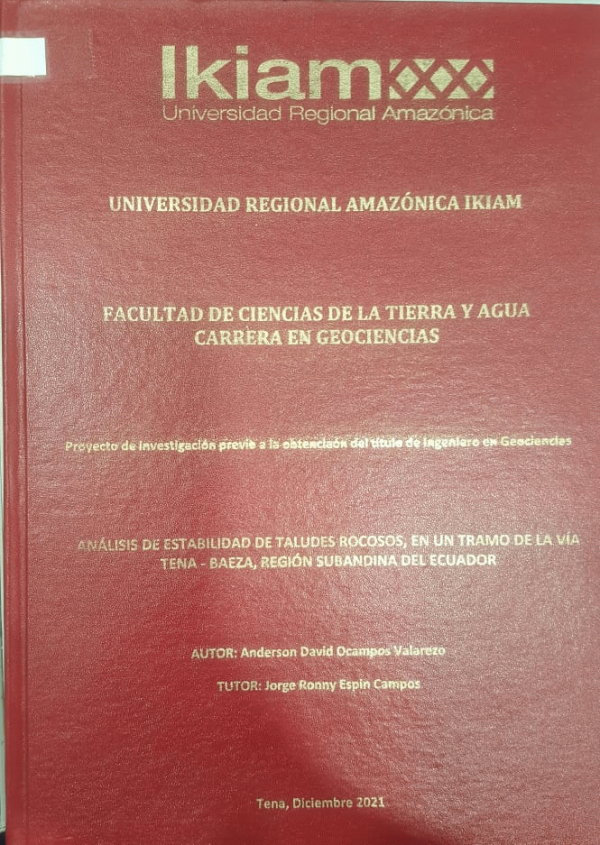 Ikiam
Universidad Regional Amazónica
UNIVERSIDAD REGIONAL AMAZÓNICA IKIAM
FACULTAD DE CIENCIAS DE LA TIERRA Y AGUA
CARRERA EN GEOCIENCIAS
Proyecto de investigación previo a la obtención del título de Ingeniero en Geociencias
ANÁLISIS DE ESTABILIDAD DE TALUDES ROCOSOS, EN UN TRAMO DE LA VÍA
TENA - BAEZA, REGIÓN SUBANDINA DEL ECUADOR
AUTOR: Anderson David Ocampos Valarezo
TUTOR: Jorge Ronny Espín Campos
Tena, Diciembre 2021